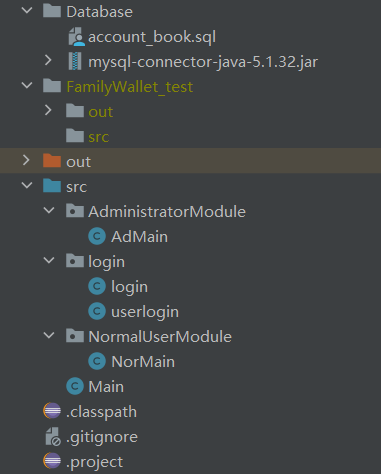 Database
account_book.sql
mysql-connector-java-5.1.32.jar
FamilyWallet_test
out
src
out
src
AdministratorModule
AdMain
login
login
userlogin
NormalUserModule
NorMain
Main
.classpath
.gitignore
.project